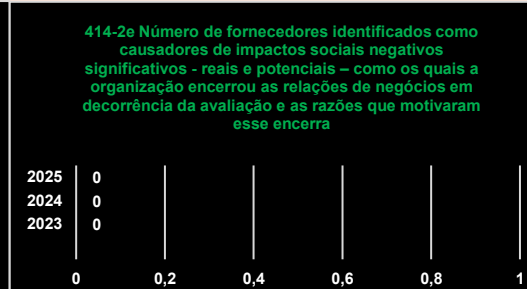 414-2e Número de fornecedores identificados como
causadores de impactos sociais negativos
significativos - reais e potenciais – como os quais a
organização encerrou as relações de negócios em
decorrência da avaliação e as razões que motivaram
esse encerra
2025 0
2024 0
2023 0
0 0,2 0,4 0,6 0,8 1